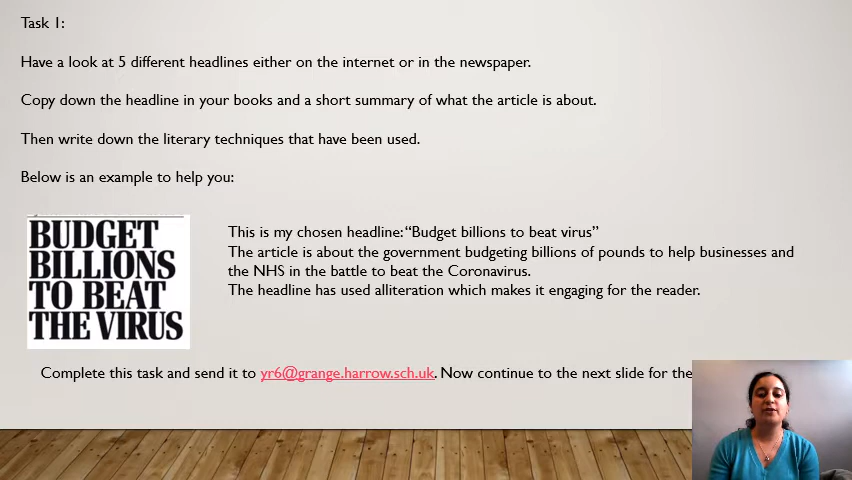 Task 1:
Have a look at 5 different headlines either on the internet or in the newspaper.
Copy down the headline in your books and a short summary of what the article is about.
Then write down the literary techniques that have been used.
Below is an example to help you:
BUDGET
BILLIONS
TO BEAT
THE VIRUS
This is my chosen headline: “Budget billions to beat virus”
The article is about the government budgeting billions of pounds to help businesses and
the NHS in the battle to beat the Coronavirus.
The headline has used alliteration which makes it engaging for the reader.
Complete this task and send it to yr6@grange.harrow.sch.uk. Now continue to the next slide for the